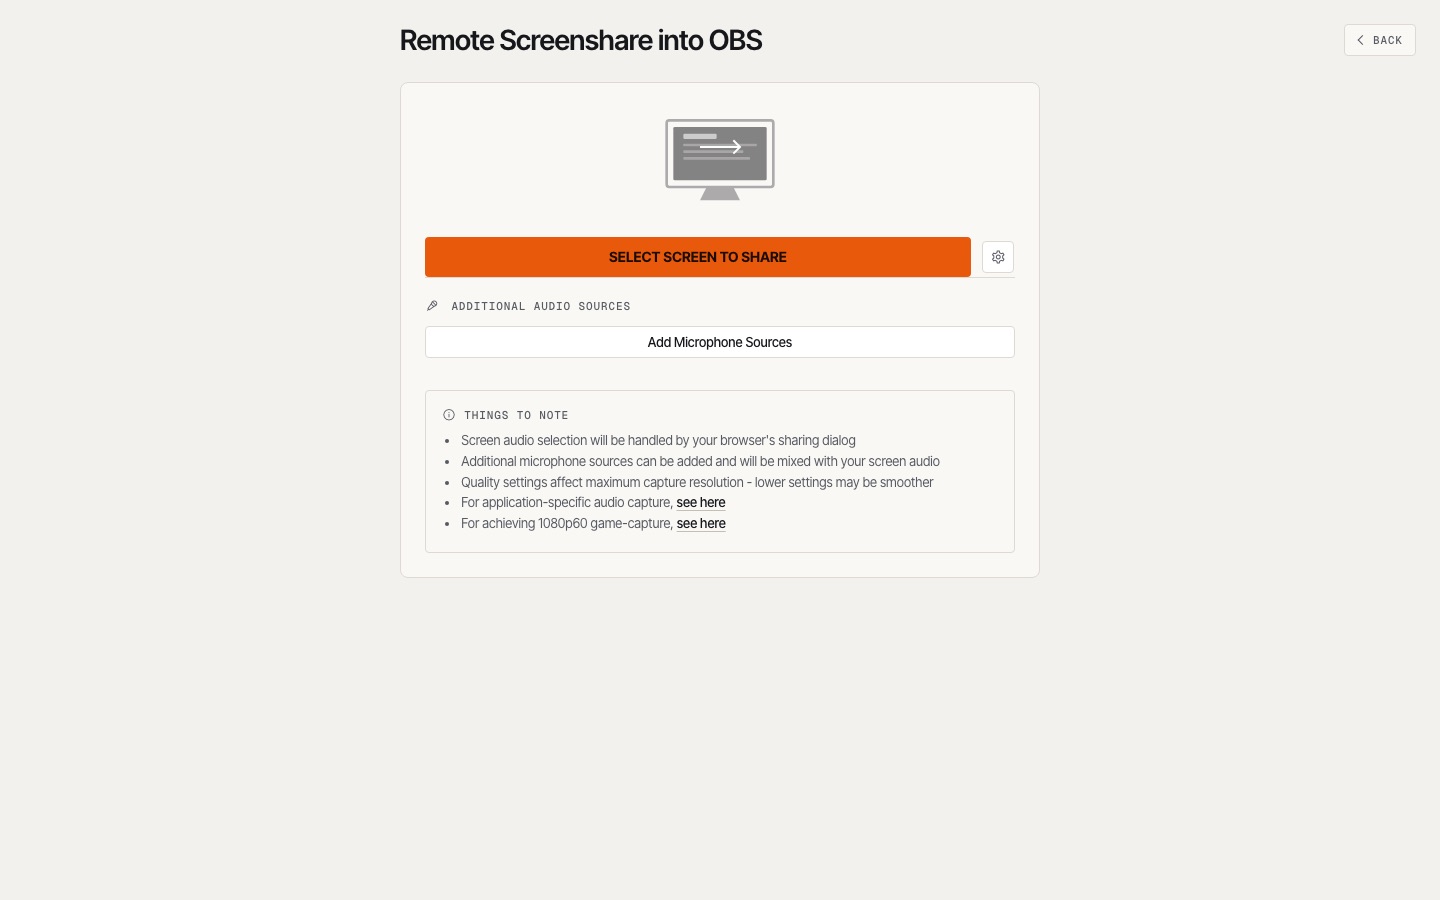 Remote Screenshare into OBS
BACK
SELECT SCREEN TO SHARE
ADDITIONAL AUDIO SOURCES
Add Microphone Sources
THINGS TO NOTE
Screen audio selection will be handled by your browser's sharing dialog
Additional microphone sources can be added and will be mixed with your screen audio
Quality settings affect maximum capture resolution - lower settings may be smoother
For application-specific audio capture, see here
For achieving 1080p60 game-capture, see here